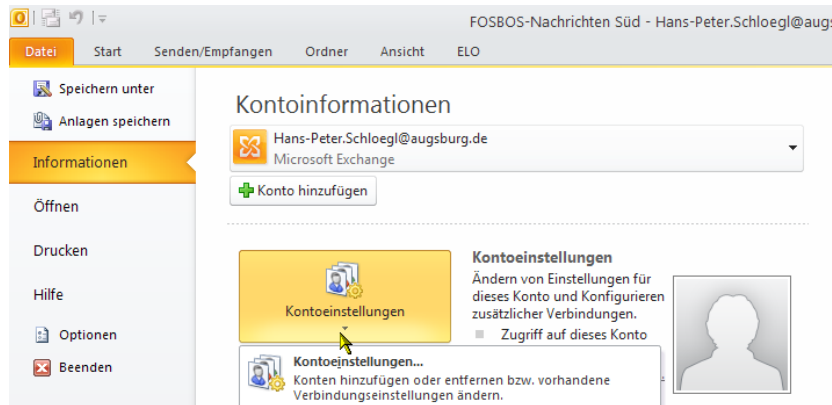 FOSBOS-Nachrichten Süd - Hans-Peter.Schloegl@augs
Datei Start Senden/Empfangen Ordner Ansicht ELO
Speichern unter
Anlagen speichern
Informationen
Öffnen
Drucken
Hilfe
Optionen
Beenden
Kontoinformationen
Hans-Peter.Schloegl@augsburg.de
Microsoft Exchange
Konto hinzufügen
Kontoeinstellungen
Kontoeinstellungen
Ändern von Einstellungen für
dieses Konto und Konfigurieren
zusätzlicher Verbindungen.
Zugriff auf dieses Konto
Kontoeinstellungen...
Konten hinzufügen oder entfernen bzw. vorhandene
Verbindungseinstellungen ändern.